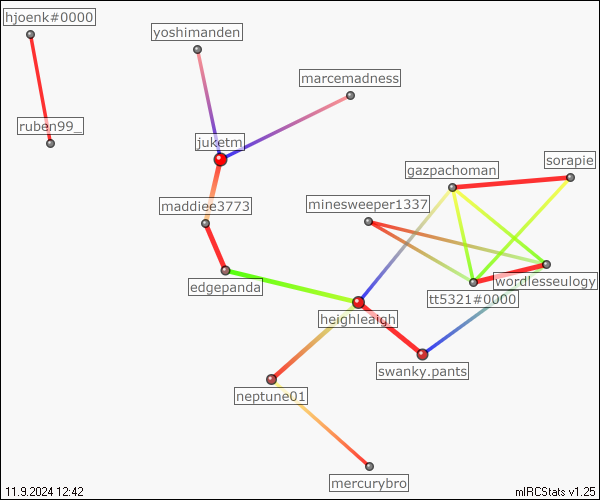 hjoenk#0000
yoshimanden
marcemadness
ruben99_
juketm
sorapie
gazpachoman
maddiee3773
minesweeper1337
wordlesseulogy
edgepanda
tt5321#0000
heighleaigh
swanky.pants
neptune01
mercurybro
11.9.2024 12:42
mIRCStats v1.25